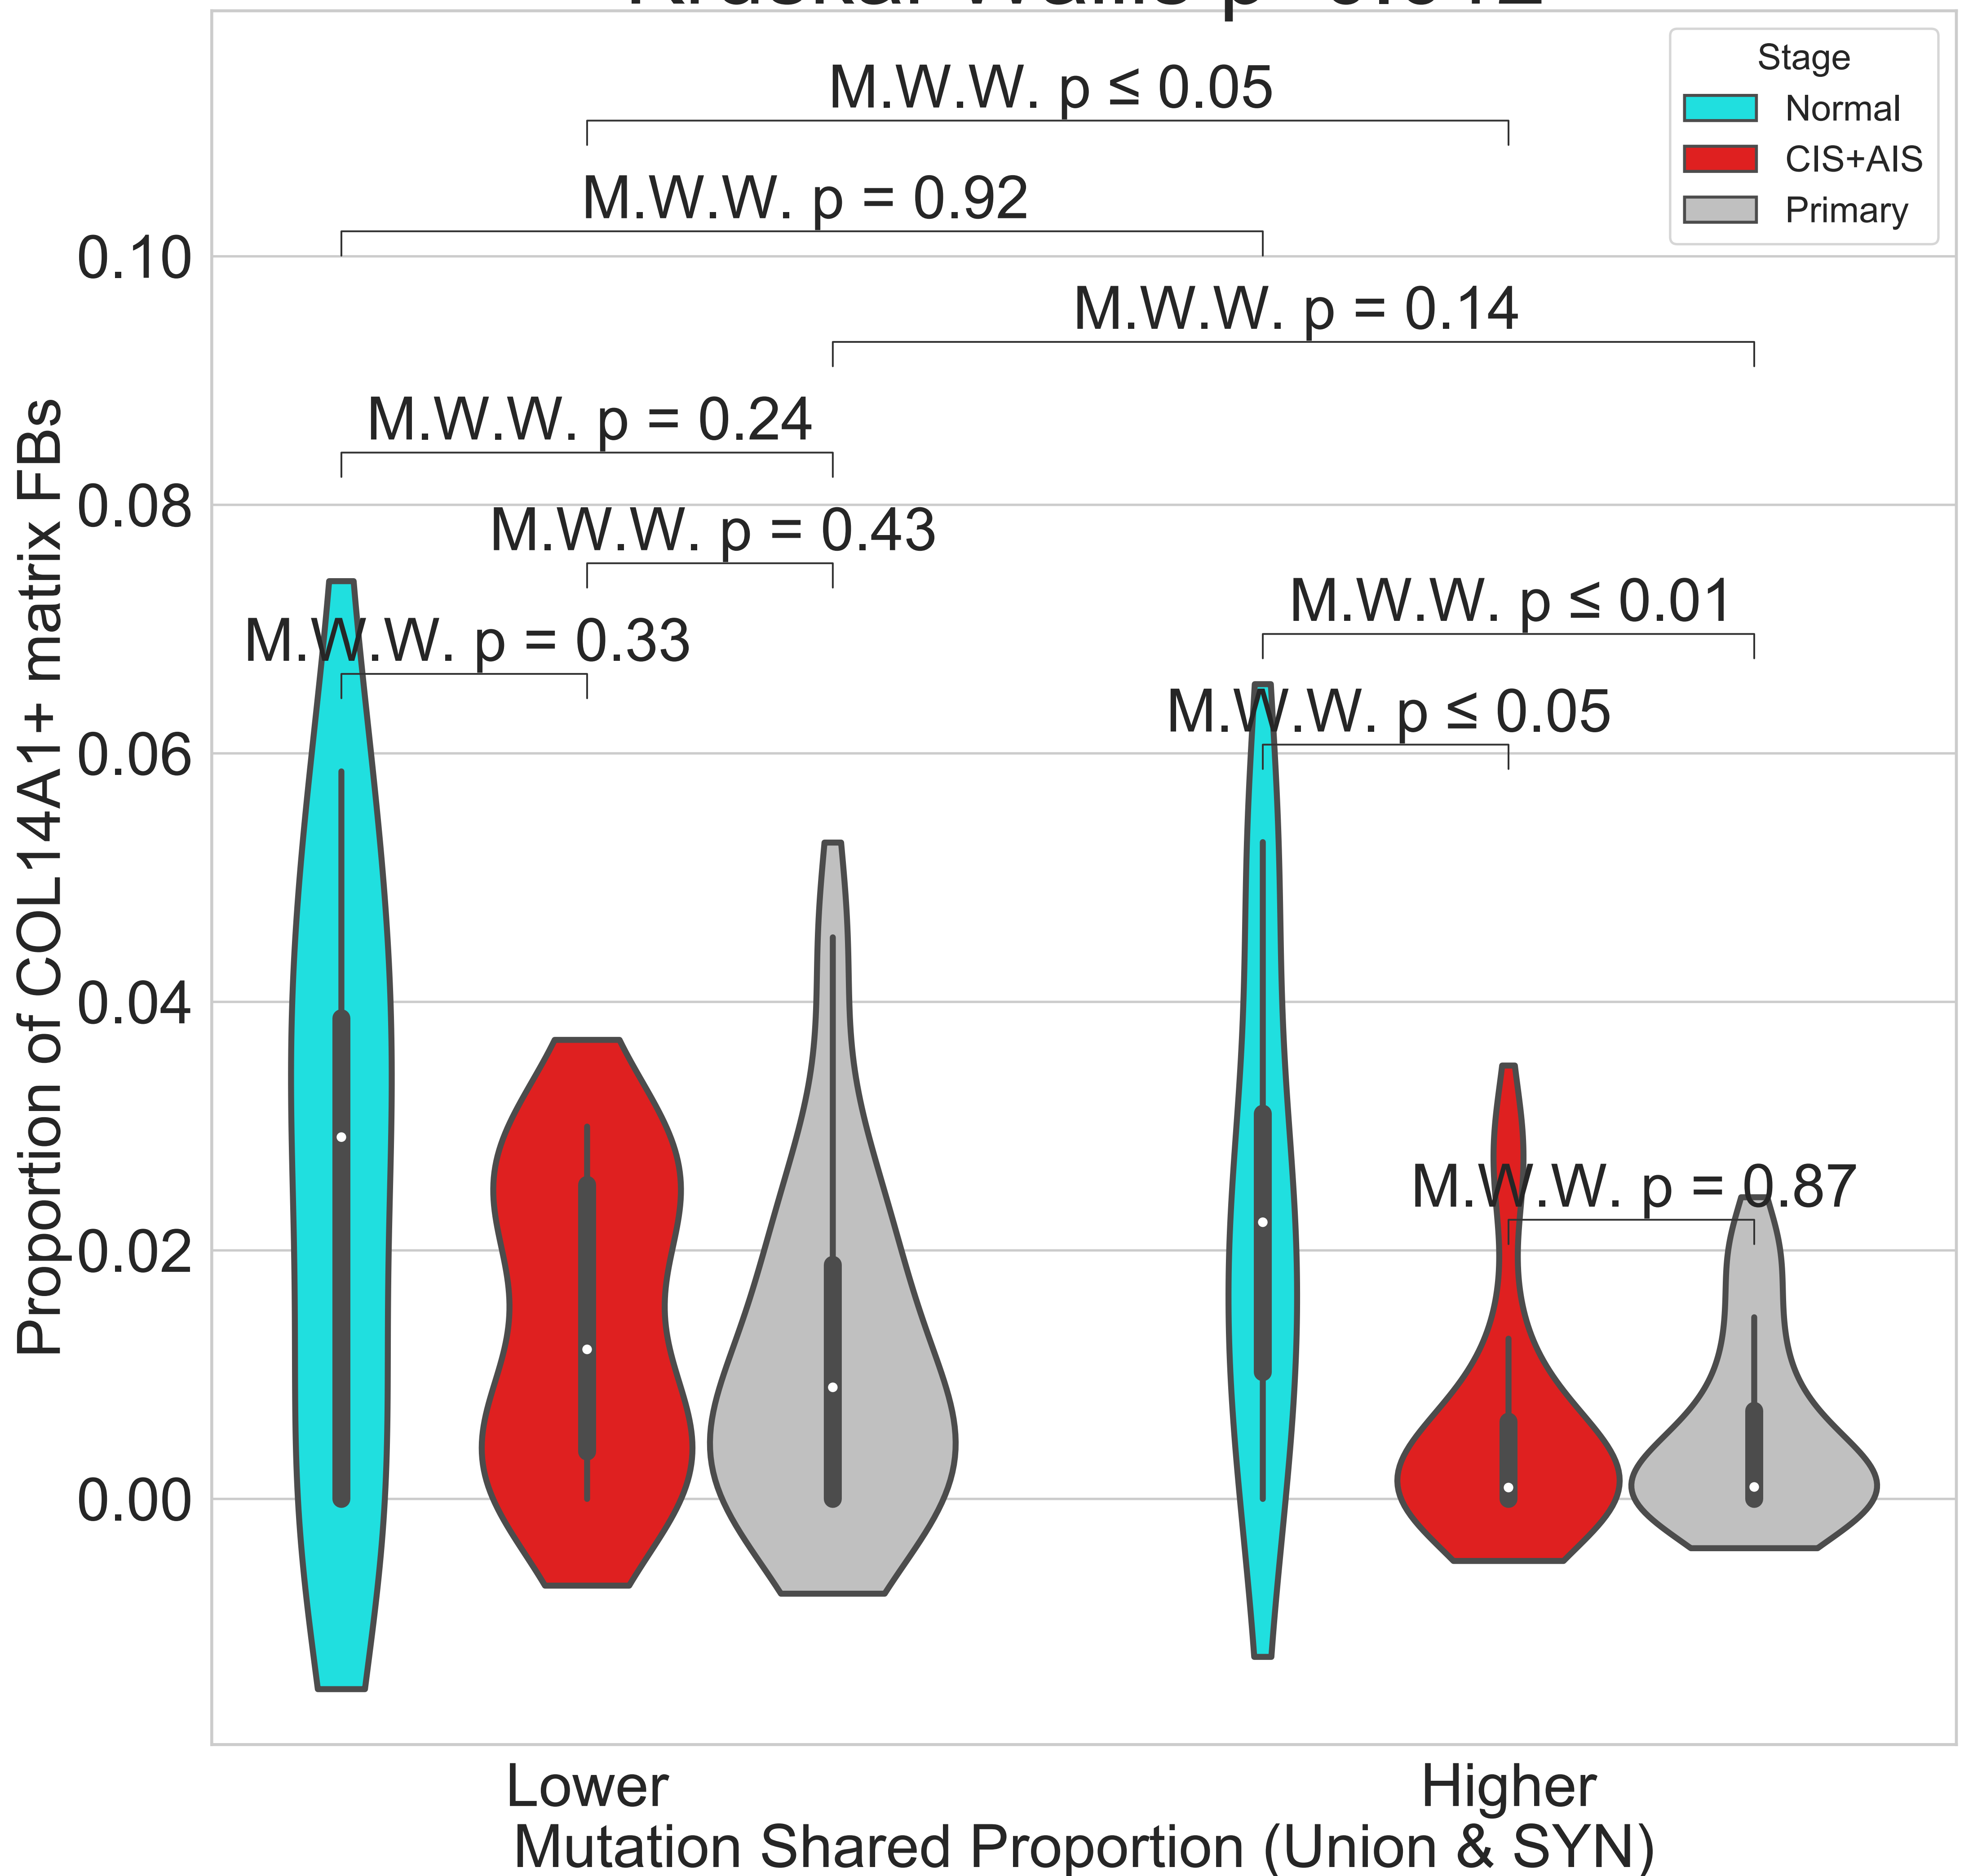 Stage
Normal
CIS+AIS
Primary
M.W.W. p ≤ 0.05
M.W.W. p = 0.92
M.W.W. p = 0.14
M.W.W. p = 0.24
M.W.W. p = 0.43
M.W.W. p = 0.33
M.W.W. p ≤ 0.01
M.W.W. p ≤ 0.05
M.W.W. p = 0.87
0.10
0.08
0.06
0.04
0.02
0.00
Proportion of COL14A1+ matrix FBs
Lower
Higher
Mutation Shared Proportion (Union & SYN)